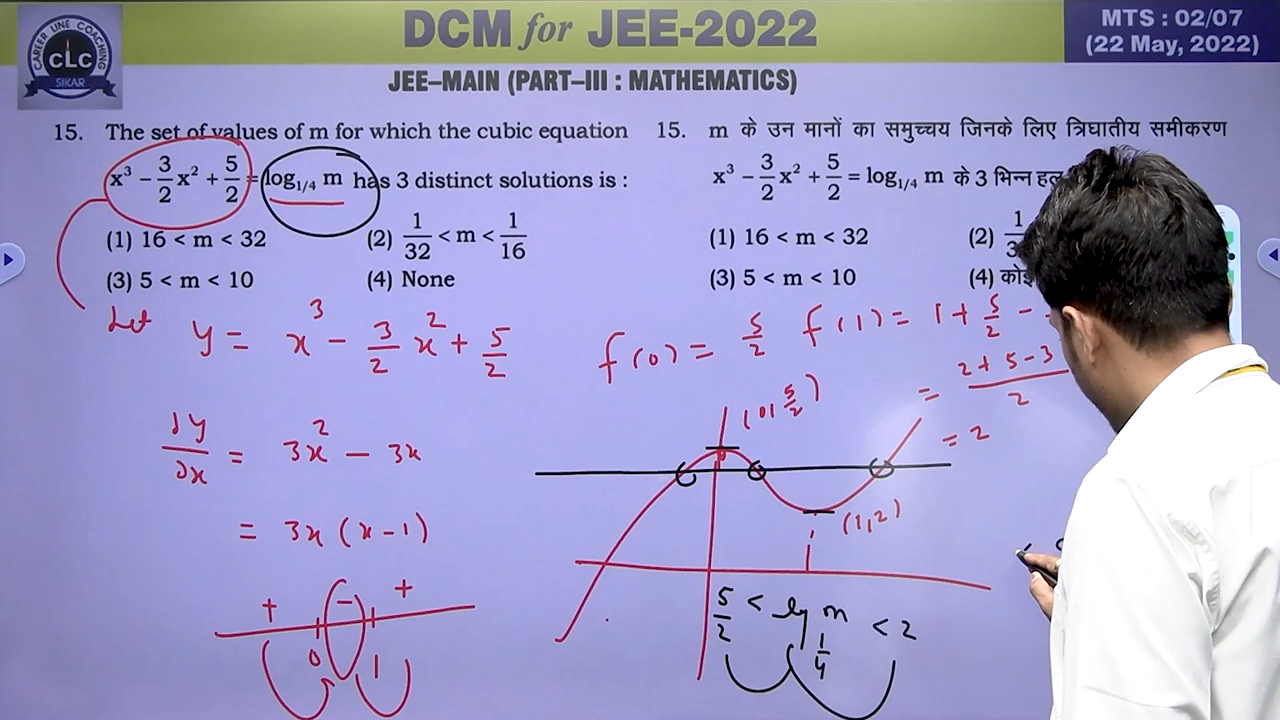 DCM for JEE-2022
MTS : 02/07
(22 May, 2022)
CAREER LINE COACHING
CLC
SIKAR
JEE–MAIN (PART–III : MATHEMATICS)
15. The set of values of m for which the cubic equation
x³ − 3/2 x² + 5/2 = log₁/₄ m has 3 distinct solutions is :
(1) 16 < m < 32 (2) 1/32 < m < 1/16
(3) 5 < m < 10 (4) None
15. m के उन मानों का समुच्चय जिनके लिए त्रिघातीय समीकरण
x³ − 3/2 x² + 5/2 = log₁/₄ m के 3 भिन्न हल
(1) 16 < m < 32 (2)
(3) 5 < m < 10 (4)
Let y = x³ − 3/2 x² + 5/2
dy/dx = 3x² − 3x
= 3x (x−1)
+ − +
0 1
f(0) = 5/2 f(1) = 1 + 5/2 −
= 2+5−3/2
= 2
(0, 5/2)
(1,2)
5/2 < log₁/₄ m < 2